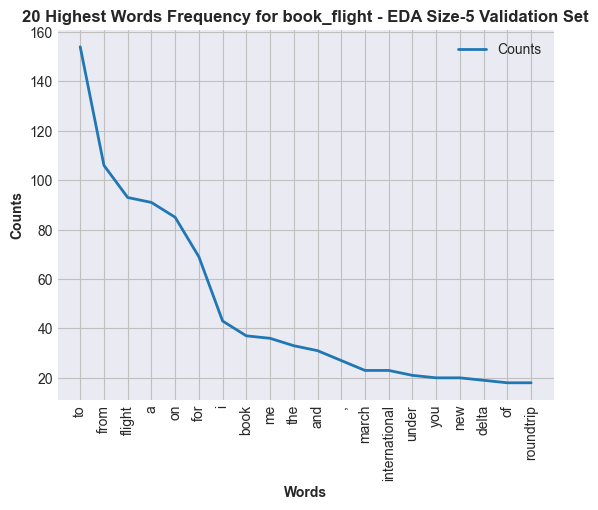 20 Highest Words Frequency for book_flight - EDA Size-5 Validation Set
Counts
Counts
160
140
120
100
80
60
40
20
to
from
flight
a
on
for
i
book
me
the
and
,
march
international
under
you
new
delta
of
roundtrip
Words